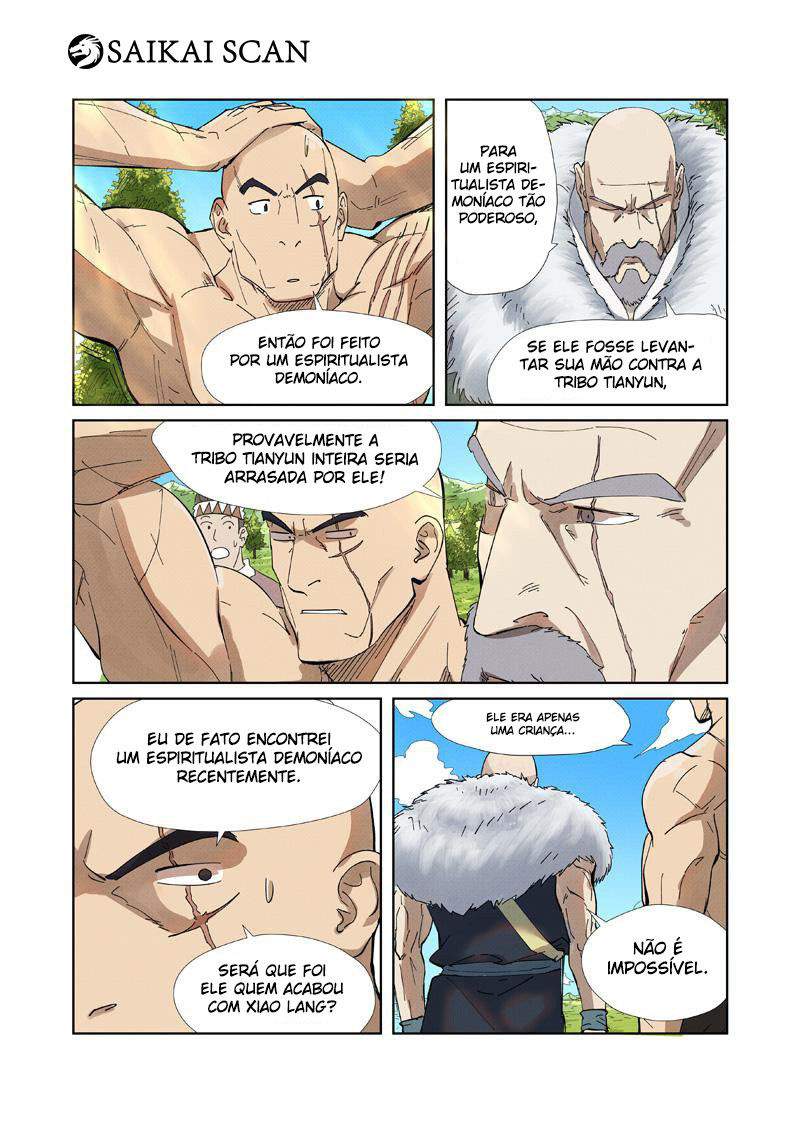 SAIKAI SCAN
ENTÃO FOI FEITO
POR UM ESPIRITUALISTA
DEMONÍACO.
PARA
UM ESPIRI-
TUALISTA DE-
MONÍACO TÃO
PODEROSO,
SE ELE FOSSE LEVAN-
TAR SUA MÃO CONTRA A
TRIBO TIANYUN,
PROVAVELMENTE A
TRIBO TIANYUN INTEIRA SERIA
ARRASADA POR ELE!
EU DE FATO ENCONTREI
UM ESPIRITUALISTA DEMONÍACO
RECENTEMENTE.
SERÁ QUE FOI
ELE QUEM ACABOU
COM XIAO LANG?
ELE ERA APENAS
UMA CRIANÇA...
NÃO É
IMPOSSÍVEL.